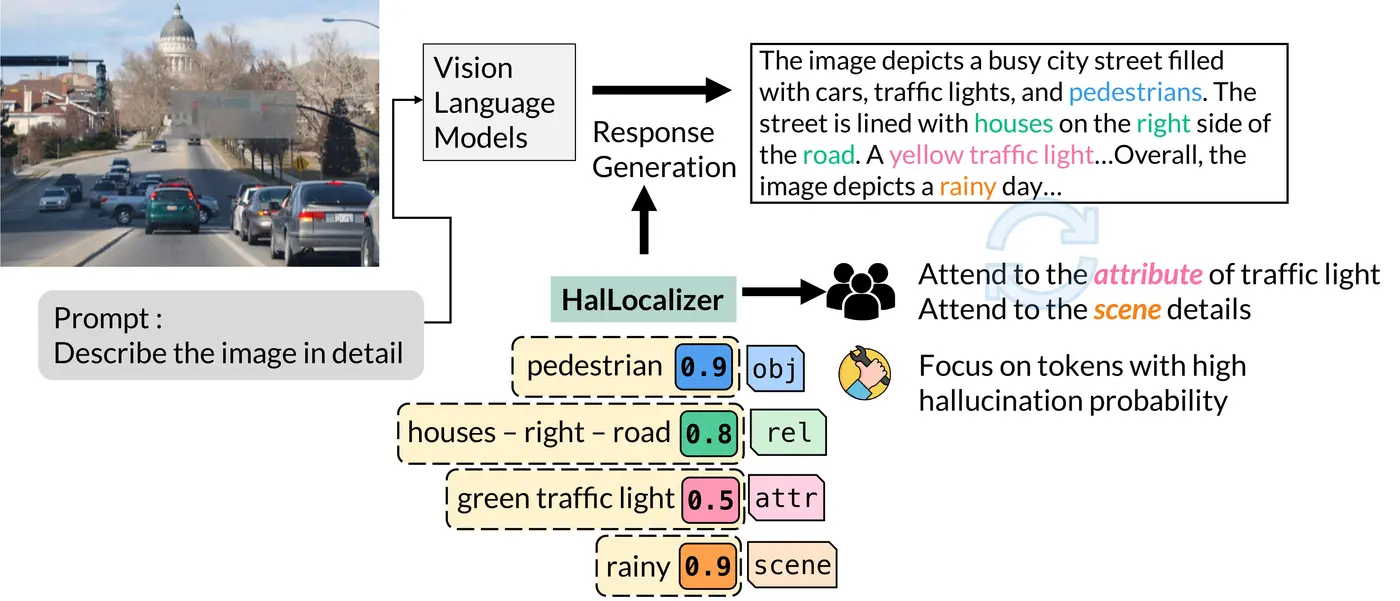 Vision
Language
Models
Response
Generation
The image depicts a busy city street filled
with cars, traffic lights, and pedestrians. The
street is lined with houses on the right side of
the road. A yellow traffic light...Overall, the
image depicts a rainy day...
Prompt :
Describe the image in detail
HalLocalizer
Attend to the attribute of traffic light
Attend to the scene details
Focus on tokens with high
hallucination probability
pedestrian 0.9 obj
houses – right – road 0.8 rel
green traffic light 0.5 attr
rainy 0.9 scene